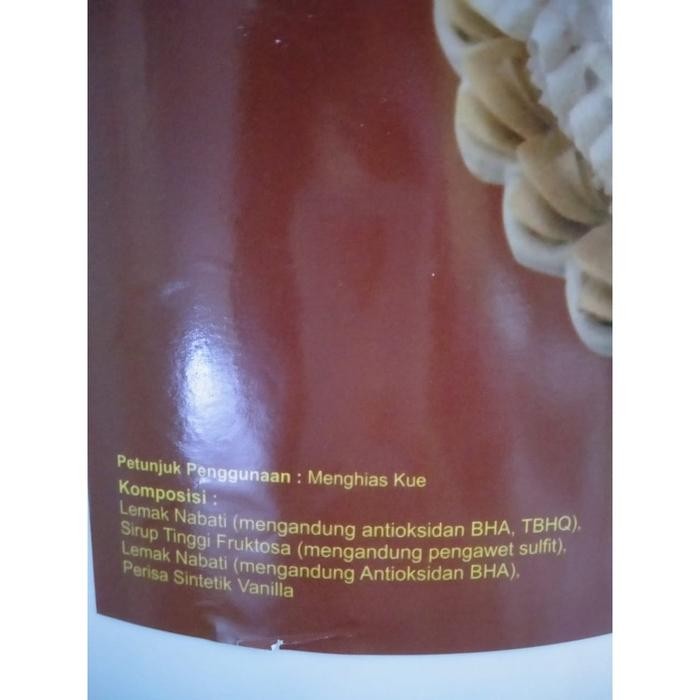 Petunjuk Penggunaan : Menghias Kue
Komposisi :
Lemak Nabati (mengandung antioksidan BHA, TBHQ),
Sirup Tinggi Fruktosa (mengandung pengawet sulfit),
Lemak Nabati (mengandung Antioksidan BHA),
Perisa Sintetik Vanilla